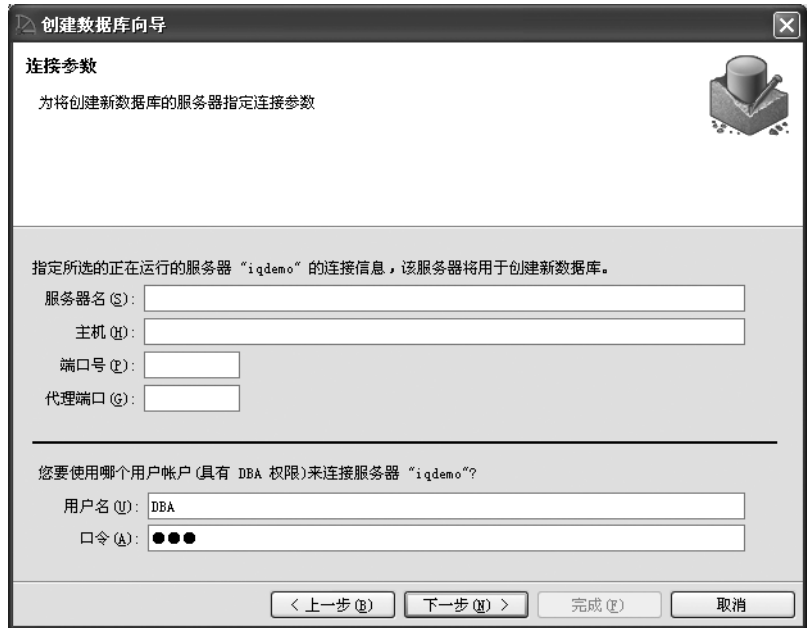 创建数据库向导
连接参数
为将创建新数据库的服务器指定连接参数
指定所选的正在运行的服务器 "iqdemo" 的连接信息，该服务器将用于创建新数据库。
服务器名(S):
主机(H):
端口号(P):
代理端口(G):
您要使用哪个用户帐户(具有 DBA 权限)来连接服务器 "iqdemo"?
用户名(U): DBA
口令(A): ●●●
< 上一步(B) 下一步(N) > 完成(F) 取消